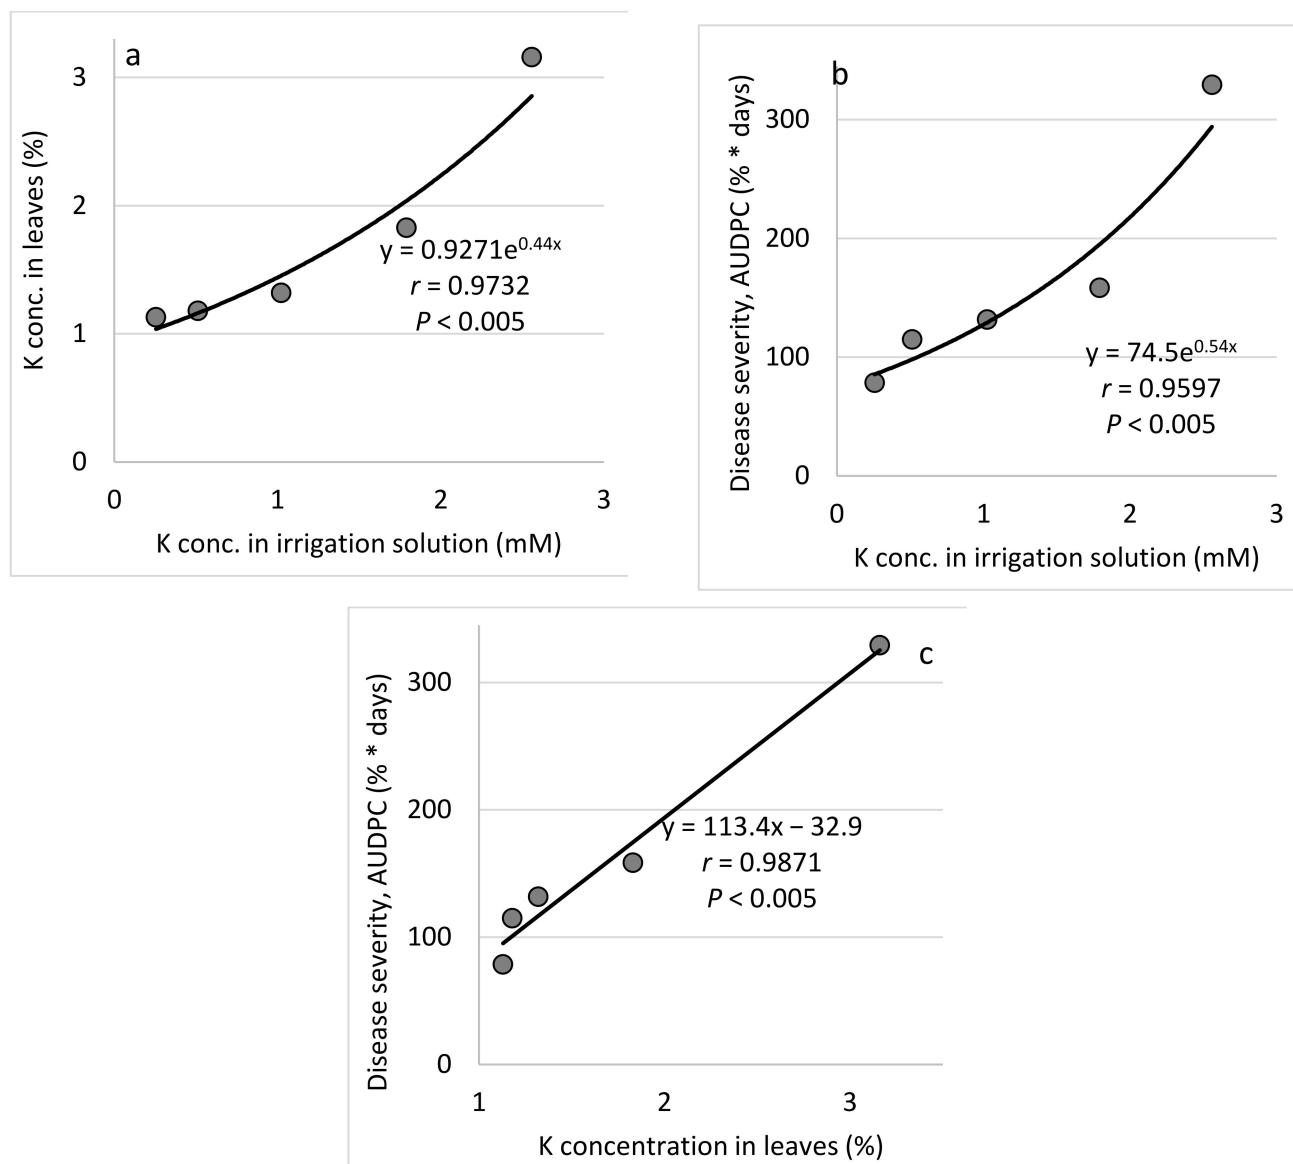 a
K conc. in leaves (%)
3
2
1
0
y = 0.9271e^0.44x
r = 0.9732
P < 0.005
0 1 2 3
K conc. in irrigation solution (mM)
b
Disease severity, AUDPC (% * days)
300
200
100
0
y = 74.5e^0.54x
r = 0.9597
P < 0.005
0 1 2 3
K conc. in irrigation solution (mM)
c
Disease severity, AUDPC (% * days)
300
200
100
0
y = 113.4x − 32.9
r = 0.9871
P < 0.005
1 2 3
K concentration in leaves (%)